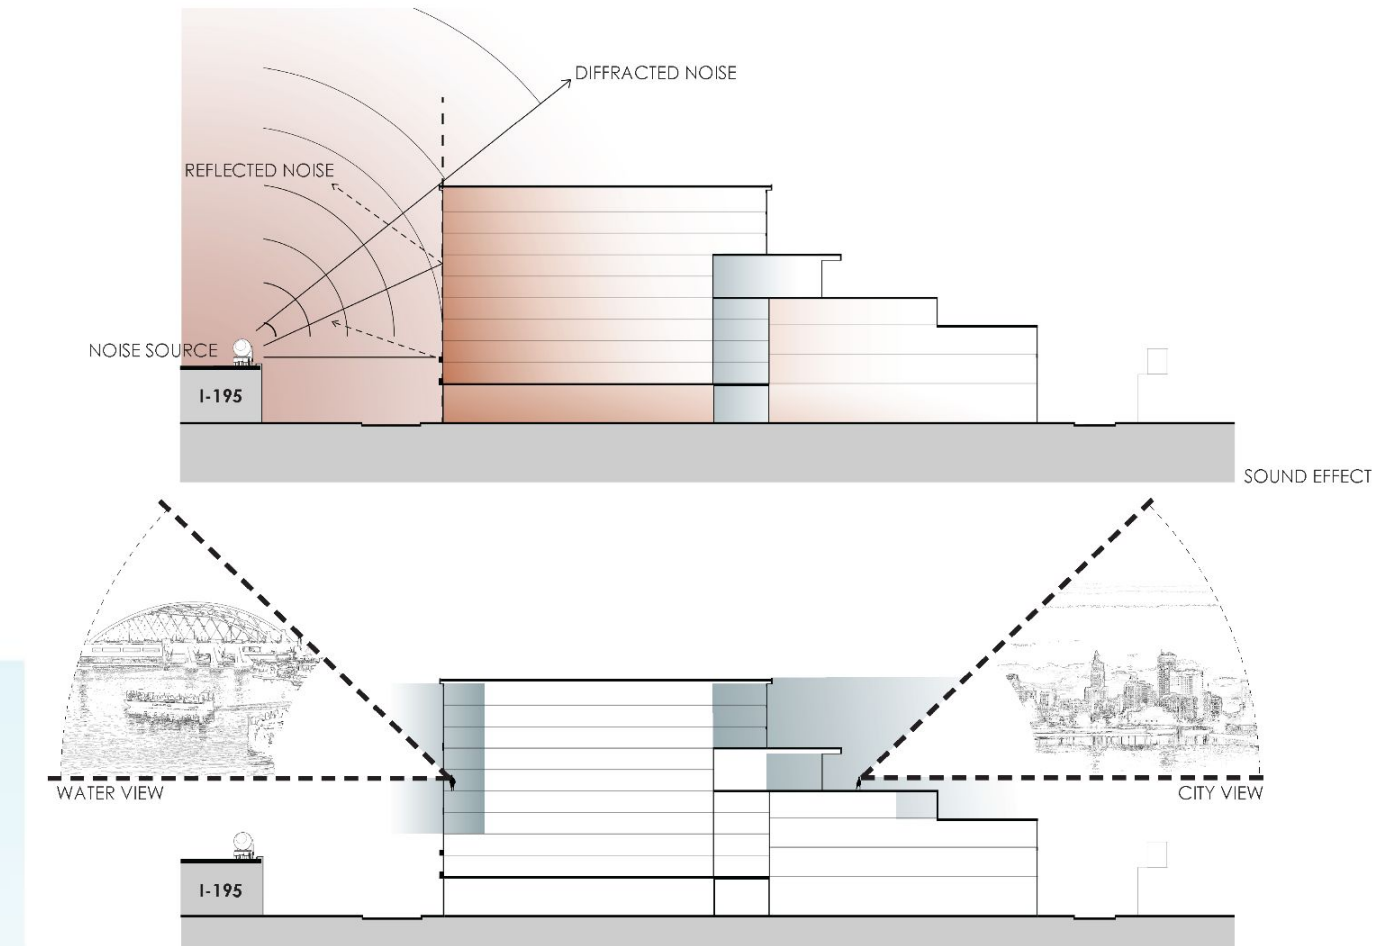 DIFFRACTED NOISE
REFLECTED NOISE
NOISE SOURCE
I-195
SOUND EFFECT
WATER VIEW
CITY VIEW
I-195